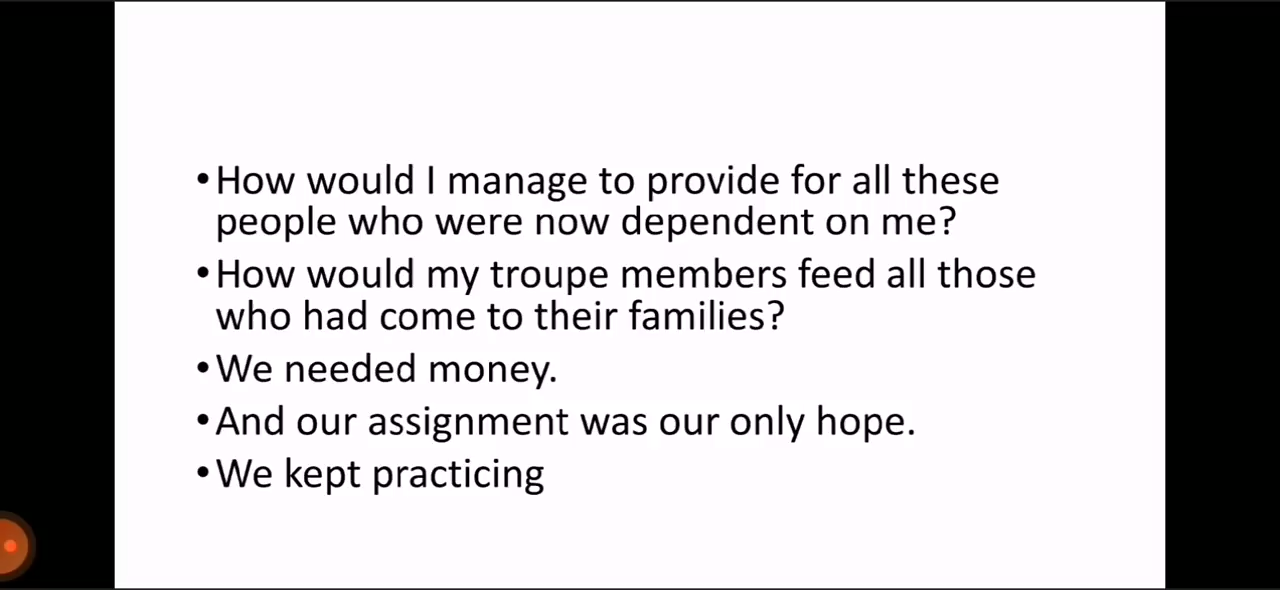 •How would I manage to provide for all these
people who were now dependent on me?
•How would my troupe members feed all those
who had come to their families?
•We needed money.
•And our assignment was our only hope.
•We kept practicing